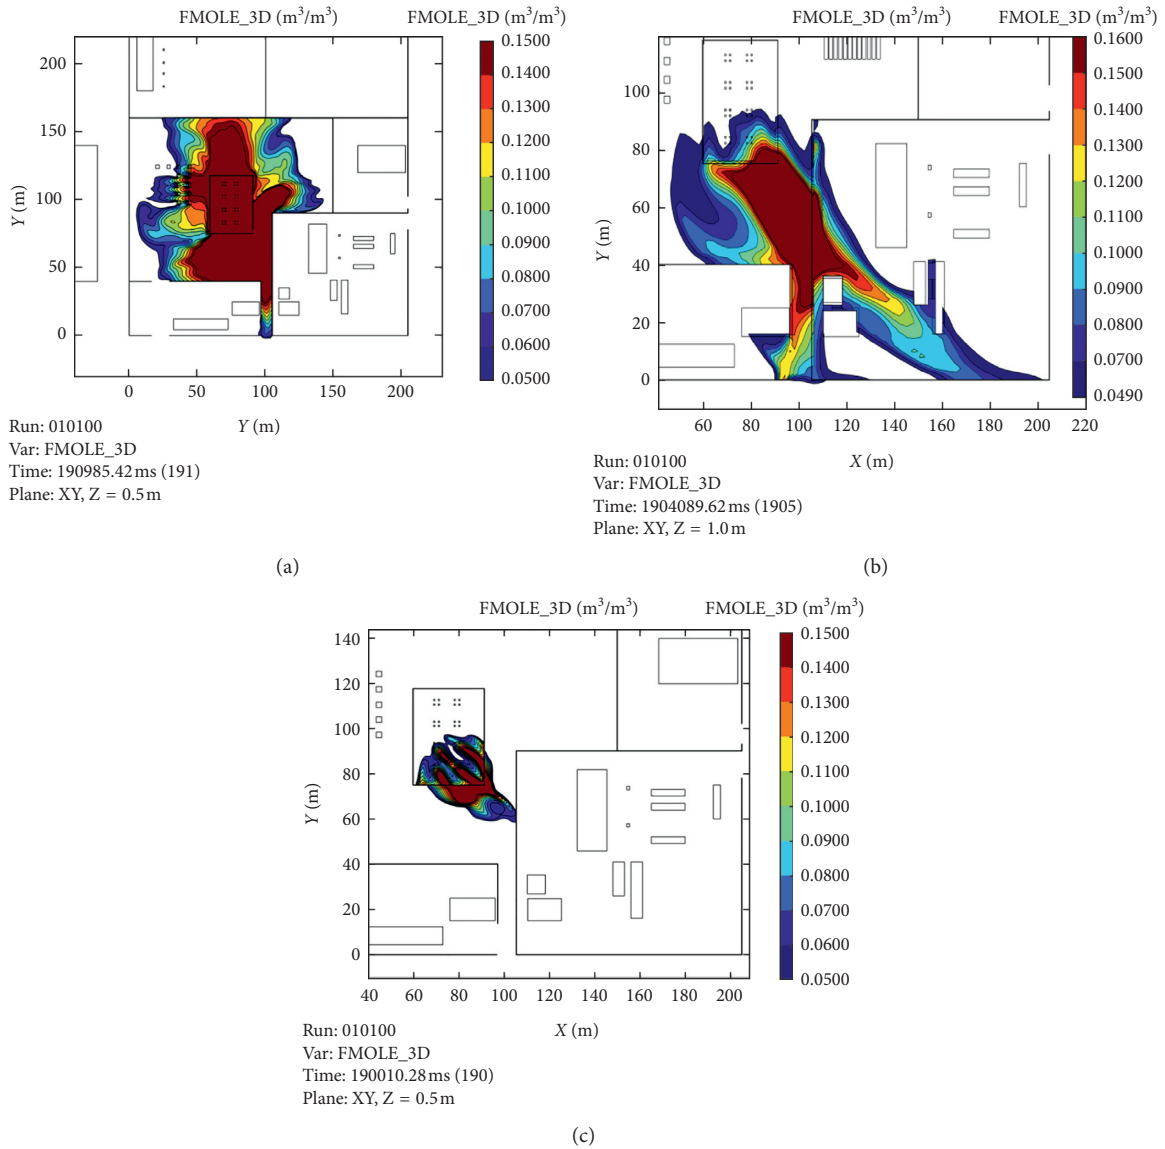 FMOLE_3D (m³/m³) FMOLE_3D (m³/m³)
0.1500
0.1400
0.1300
0.1200
0.1100
0.1000
0.0900
0.0800
0.0700
0.0600
0.0500
200
150
100
50
0
Y (m)
0 50 100 150 200
Y (m)
Run: 010100
Var: FMOLE_3D
Time: 190985.42 ms (191)
Plane: XY, Z = 0.5 m
(a)
FMOLE_3D (m³/m³) FMOLE_3D (m³/m³)
0.1600
0.1500
0.1400
0.1300
0.1200
0.1100
0.1000
0.0900
0.0800
0.0700
0.0490
100
80
60
40
20
0
Y (m)
60 80 100 120 140 160 180 200 220
X (m)
Run: 010100
Var: FMOLE_3D
Time: 1904089.62 ms (1905)
Plane: XY, Z = 1.0 m
(b)
FMOLE_3D (m³/m³) FMOLE_3D (m³/m³)
0.1500
0.1400
0.1300
0.1200
0.1100
0.1000
0.0900
0.0800
0.0700
0.0600
0.0500
140
120
100
80
60
40
20
0
Y (m)
40 60 80 100 120 140 160 180 200
X (m)
Run: 010100
Var: FMOLE_3D
Time: 190010.28 ms (190)
Plane: XY, Z = 0.5 m
(c)